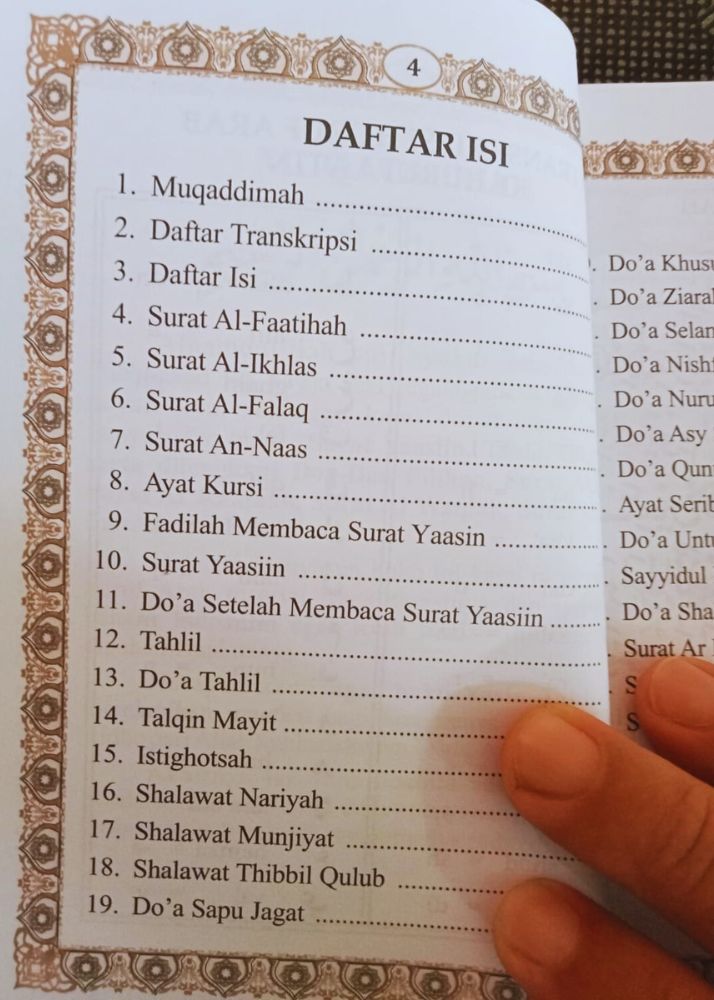 4
DAFTAR ISI
1. Muqaddimah ..........................
2. Daftar Transkripsi ......................
3. Daftar Isi ................................
4. Surat Al-Faatihah ......................
5. Surat Al-Ikhlas ..........................
6. Surat Al-Falaq ..........................
7. Surat An-Naas ..........................
8. Ayat Kursi ................................
9. Fadilah Membaca Surat Yaasin ..........
10. Surat Yaasiin ..........................
11. Do'a Setelah Membaca Surat Yaasiin ........
12. Tahlil ....................................
13. Do'a Tahlil ..............................
14. Talqin Mayit ..........................
15. Istighotsah ............................
16. Shalawat Nariyah ......................
17. Shalawat Munjiyat ......................
18. Shalawat Thibbil Qulub ..............
19. Do'a Sapu Jagat ......................
Do'a
Do'a
Do'a
Do'a
Do'a
Do'a Asy
Do'a
Ayat
Do'a
Sayyidul
Do'a
Surat Ar